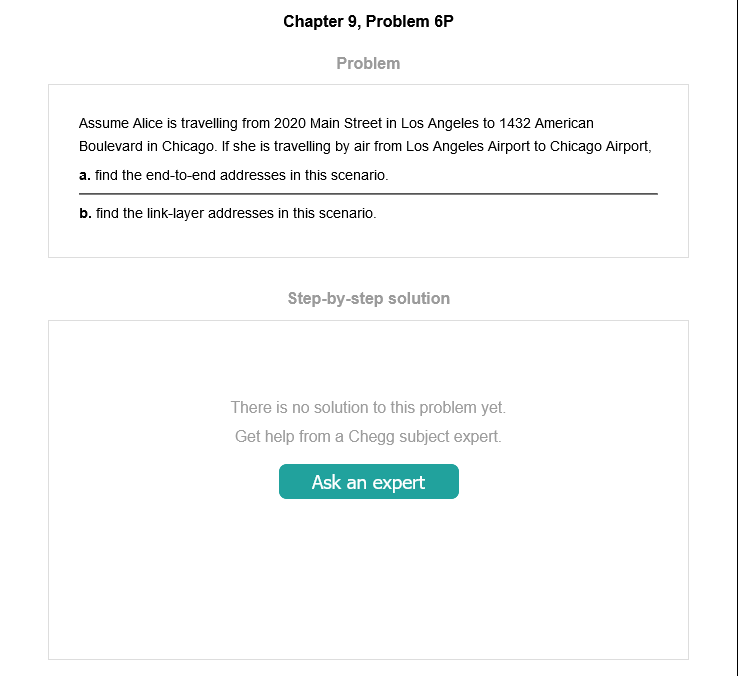 Chapter 9, Problem 6P
Problem
Assume Alice is travelling from 2020 Main Street in Los Angeles to 1432 American
Boulevard in Chicago. If she is travelling by air from Los Angeles Airport to Chicago Airport,
a. find the end-to-end addresses in this scenario.
b. find the link-layer addresses in this scenario.
Step-by-step solution
There is no solution to this problem yet.
Get help from a Chegg subject expert.
Ask an expert